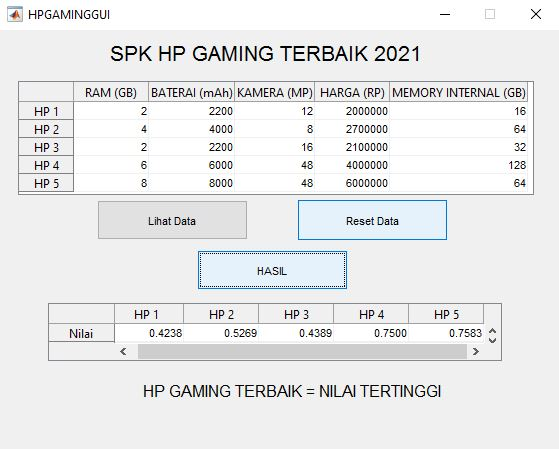 HPGAMINGGUI
SPK HP GAMING TERBAIK 2021
RAM (GB) BATERAI (mAh) KAMERA (MP) HARGA (RP) MEMORY INTERNAL (GB)
HP 1 2 2200 12 2000000 16
HP 2 4 4000 8 2700000 64
HP 3 2 2200 16 2100000 32
HP 4 6 6000 48 4000000 128
HP 5 8 8000 48 6000000 64
Lihat Data Reset Data
HASIL
HP 1 HP 2 HP 3 HP 4 HP 5
Nilai 0.4238 0.5269 0.4389 0.7500 0.7583
HP GAMING TERBAIK = NILAI TERTINGGI